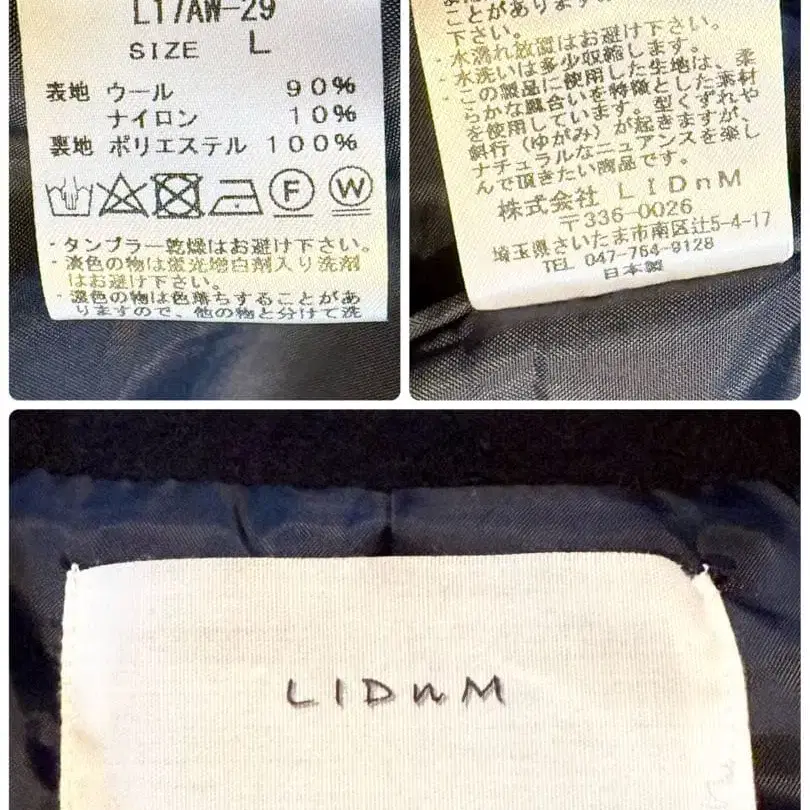 L17AW-29
SIZE L
表地 ウール 90%
ナイロン 10%
裏地 ポリエステル 100%
F W
・タンブラー乾燥はお避け下さい。
・淡色の物は蛍光増白剤入り洗剤
はお避け下さい。
・濃色の物は色落ちすることがあ
りますので、他の物と分けて洗
ことがあります
下さい。
・水濡れ放置はお避け下さい。
・水洗いは多少収縮します。
・この製品に使用した生地は、柔
らかな風合いを特徴とした素材
を使用しています。型くずれや
斜行(ゆがみ)が起きますが、
ナチュラルなニュアンスを楽し
んで頂きたい商品です。
株式会社 LIDnM
〒336-0026
埼玉県さいたま市南区辻5-4-17
TEL 047-764-9128
日本製
LIDnM